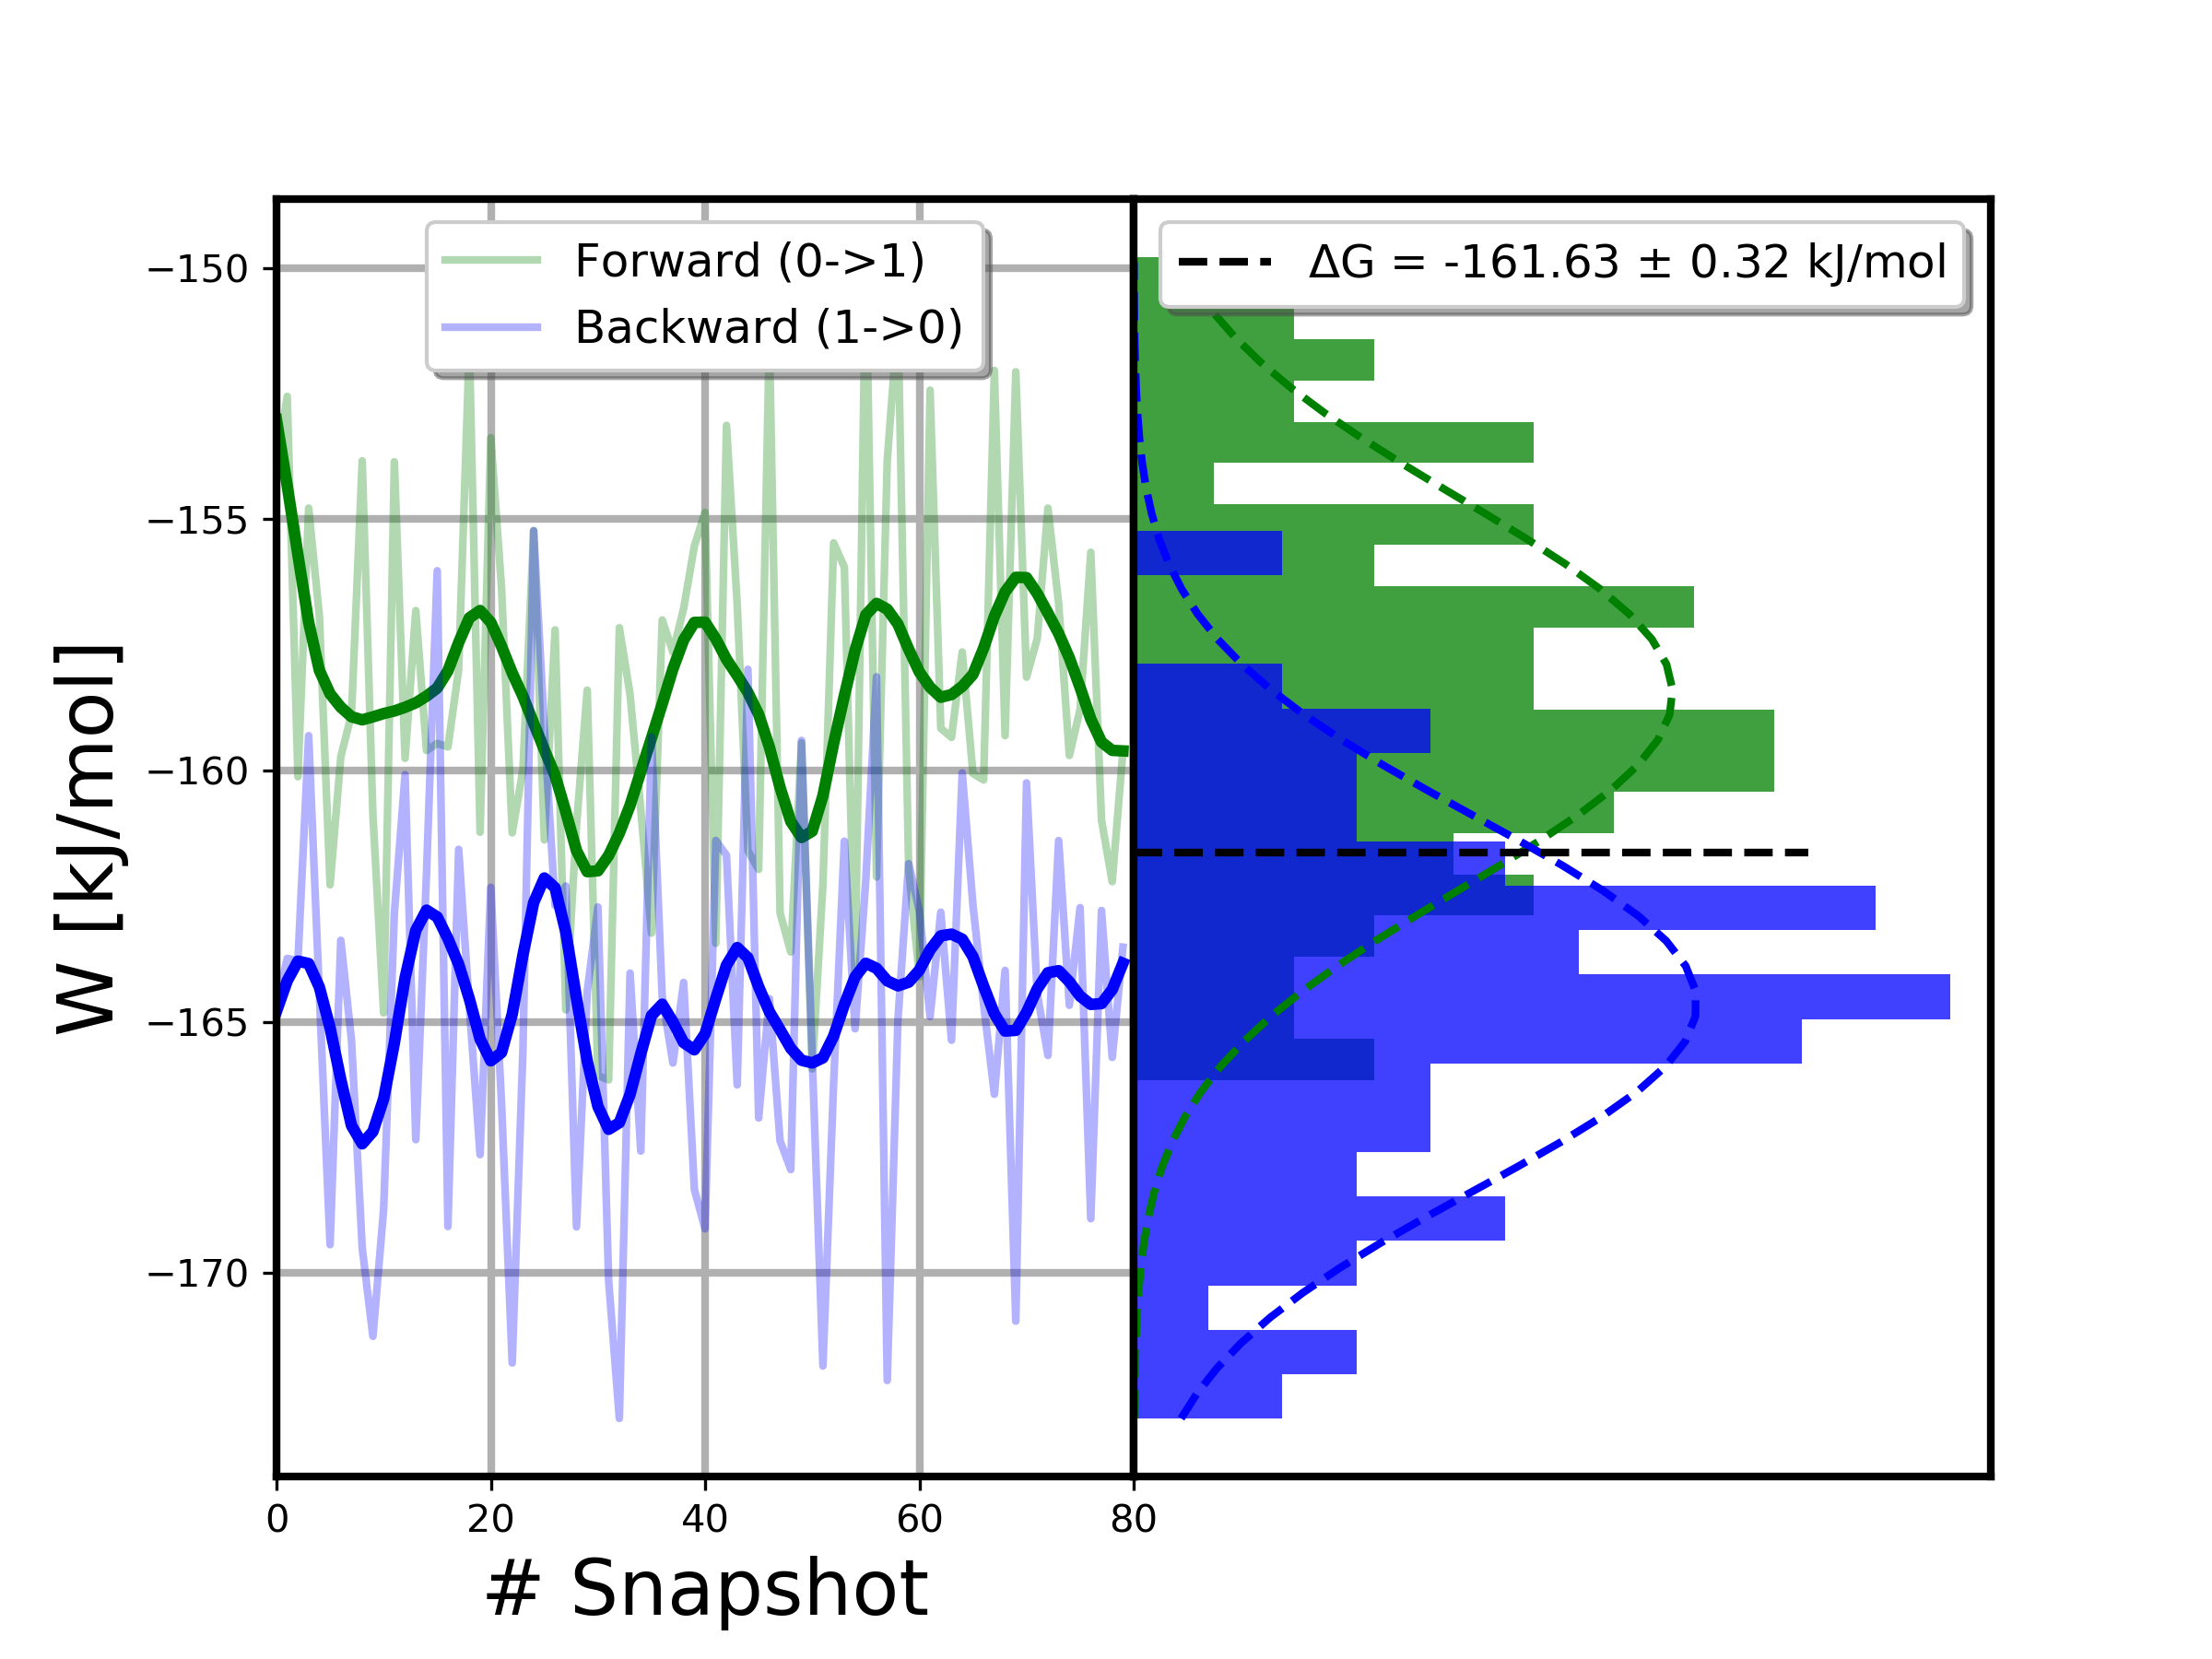 Forward (0->1)
Backward (1->0)
ΔG = -161.63 ± 0.32 kJ/mol
−150
−155
−160
−165
−170
W [kJ/mol]
0 20 40 60 80
# Snapshot